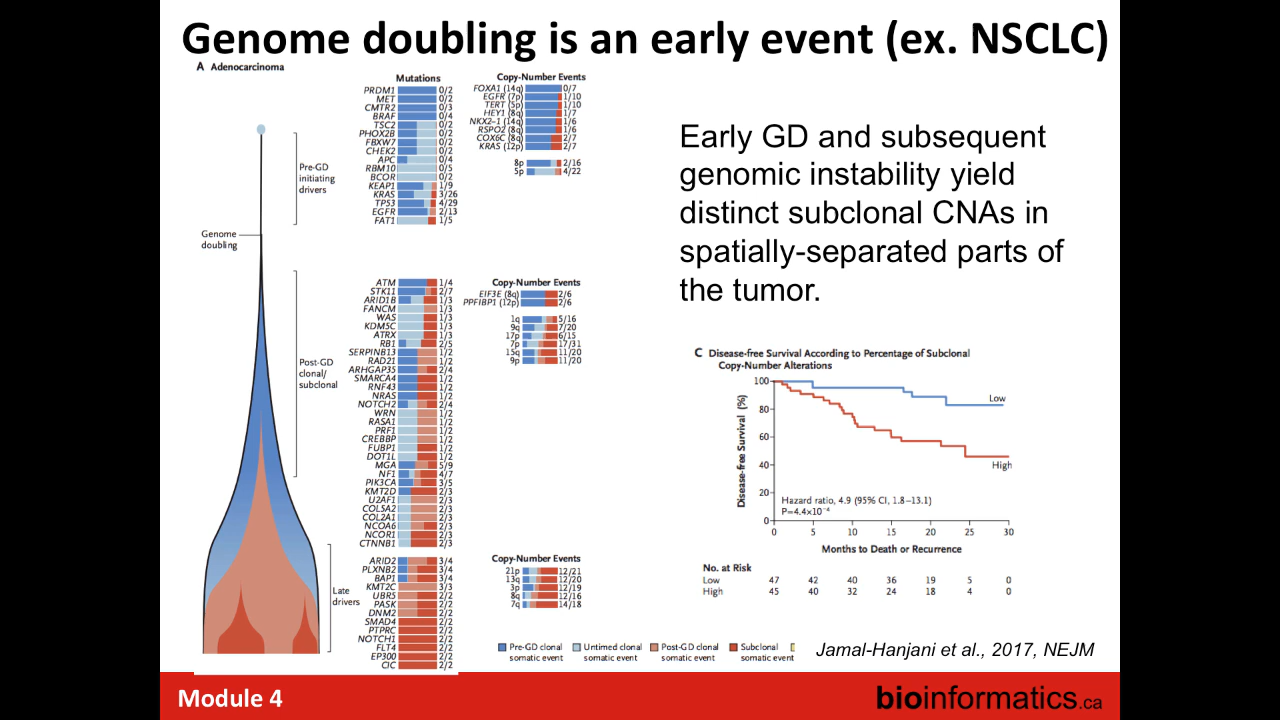 Genome doubling is an early event (ex. NSCLC)
A Adenocarcinoma
Mutations
PRDM1 0/2
MET 0/2
CMTR2 0/3
BRAF 0/4
TSC2 0/2
PHOX2B 0/2
FBXW7 0/2
CHEK2 0/2
APC 0/4
RBM10 0/5
BCOR 0/2
KEAP1 1/9
KRAS 3/26
TP53 4/29
EGFR 2/13
FAT1 1/5
Copy-Number Events
FOXA1 (14q) 0/7
EGFR (7p) 1/10
TERT (5p) 1/10
HEY1 (8q) 1/7
NKX2-1 (14q) 1/6
RSPO2 (8q) 1/6
COX6C (8q) 2/7
KRAS (12p) 2/7
8p 2/16
5p 4/22
Pre-GD
initiating
drivers
Genome
doubling
ATM 1/4
STK11 2/7
ARID1B 1/3
FANCM 1/3
WAS 1/3
KDM5C 1/3
ATRX 1/3
RB1 2/5
SERPINB13 1/2
RAD21 1/2
ARHGAP35 2/4
SMARCA4 1/2
RNF43 1/2
NRAS 1/2
NOTCH2 2/4
WRN 1/2
RASA1 1/2
PRF1 1/2
CREBBP 1/2
FUBP1 1/2
DOT1L 1/2
MGA 5/9
NF1 4/7
PIK3CA 3/5
KMT2D 2/3
U2AF1 2/3
COL5A2 2/3
COL2A1 2/3
NCOA6 2/3
NCOR1 2/3
CTNNB1 2/3
Copy-Number Events
EIF3E (8q) 2/6
PPFIBP1 (12p) 2/6
1q 5/16
9q 7/20
17p 6/15
7p 17/31
15q 11/20
9p 11/20
Post-GD
clonal/
subclonal
ARID2 3/4
PLXNB2 3/4
BAP1 3/4
KMT2C 3/3
UBR5 2/2
PASK 2/2
DNM2 2/2
SMAD4 2/2
PTPRC 2/2
NOTCH1 2/2
FLT4 2/2
EP300 2/2
CIC 2/2
Copy-Number Events
21p 12/21
13q 12/20
3p 12/19
8q 12/16
7q 14/18
Late
drivers
Pre-GD clonal
somatic event
Untimed clonal
somatic event
Post-GD clonal
somatic event
Subclonal
somatic event
Early GD and subsequent
genomic instability yield
distinct subclonal CNAs in
spatially-separated parts of
the tumor.
C Disease-free Survival According to Percentage of Subclonal
Copy-Number Alterations
Disease-free Survival (%)
100
80
60
40
20
0
Low
High
Hazard ratio, 4.9 (95% CI, 1.8–13.1)
P=4.4x10⁻⁴
0 5 10 15 20 25 30
Months to Death or Recurrence
No. at Risk
Low 47 42 40 36 19 5 0
High 45 40 32 24 18 4 0
Jamal-Hanjani et al., 2017, NEJM
Module 4
bioinformatics.ca